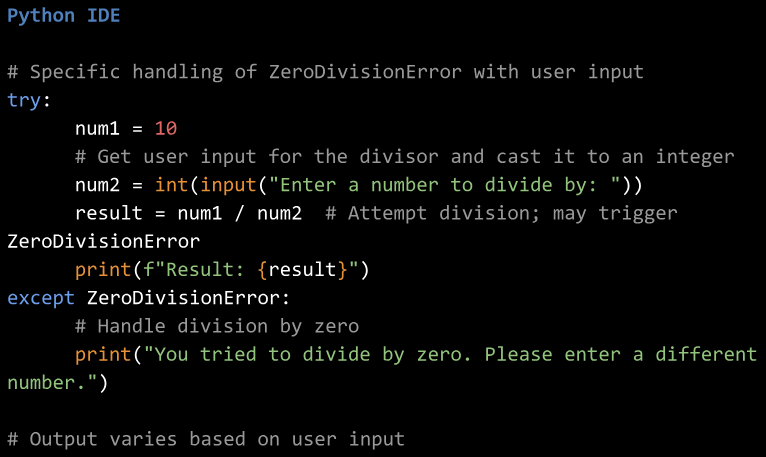 Python IDE
# Specific handling of ZeroDivisionError with user input
try:
num1 = 10
# Get user input for the divisor and cast it to an integer
num2 = int(input("Enter a number to divide by: "))
result = num1 / num2  # Attempt division; may trigger
ZeroDivisionError
print(f"Result: {result}")
except ZeroDivisionError:
# Handle division by zero
print("You tried to divide by zero. Please enter a different
number.")
# Output varies based on user input